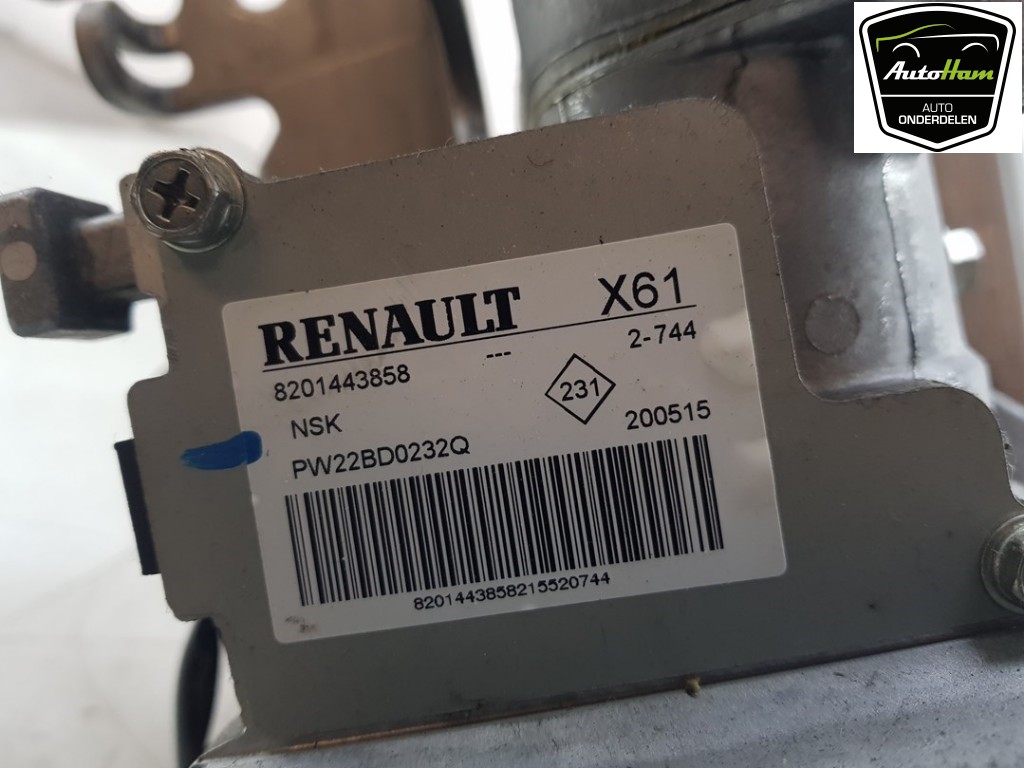 AutoHam
AUTO
ONDERDELEN
RENAULT X61
--- 2-744
8201443858
231
NSK 200515
PW22BD0232Q
8201443858215520744